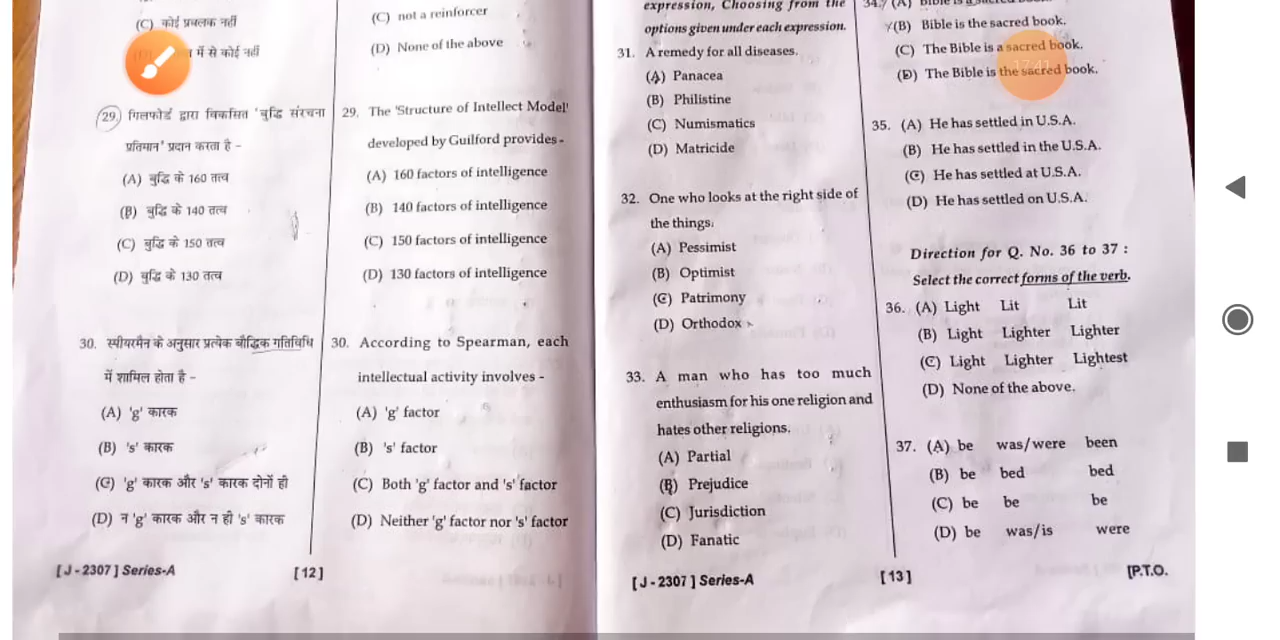 (C) कोई प्रबलक नहीं
में से कोई नहीं
29. गिलफोर्ड द्वारा विकसित 'बुद्धि संरचना
प्रतिमान' प्रदान करता है -
(A) बुद्धि के 160 तत्व
(B) बुद्धि के 140 तत्व
(C) बुद्धि के 150 तत्व
(D) बुद्धि के 130 तत्व
30. स्पीयरमैन के अनुसार प्रत्येक बौद्धिक गतिविधि
में शामिल होता है -
(A) 'g' कारक
(B) 's' कारक
(C) 'g' कारक और 's' कारक दोनों ही
(D) न 'g' कारक और न ही 's' कारक
[ J - 2307 ] Series-A
[ 12 ]
(C) not a reinforcer
(D) None of the above
29. The 'Structure of Intellect Model'
developed by Guilford provides -
(A) 160 factors of intelligence
(B) 140 factors of intelligence
(C) 150 factors of intelligence
(D) 130 factors of intelligence
30. According to Spearman, each
intellectual activity involves -
(A) 'g' factor
(B) 's' factor
(C) Both 'g' factor and 's' factor
(D) Neither 'g' factor nor 's' factor
expression, Choosing from the
options given under each expression.
31. A remedy for all diseases.
(A) Panacea
(B) Philistine
(C) Numismatics
(D) Matricide
32. One who looks at the right side of
the things.
(A) Pessimist
(B) Optimist
(C) Patrimony
(D) Orthodox
33. A man who has too much
enthusiasm for his one religion and
hates other religions.
(A) Partial
(B) Prejudice
(C) Jurisdiction
(D) Fanatic
[ J - 2307 ] Series-A
[ 13 ]
34. (A) Bible is a sacred book.
(B) Bible is the sacred book.
(C) The Bible is a sacred book.
(D) The Bible is the sacred book.
17:41
35. (A) He has settled in U.S.A.
(B) He has settled in the U.S.A.
(C) He has settled at U.S.A.
(D) He has settled on U.S.A.
Direction for Q. No. 36 to 37 :
Select the correct forms of the verb.
36. (A) Light Lit Lit
(B) Light Lighter Lighter
(C) Light Lighter Lightest
(D) None of the above.
37. (A) be was/were been
(B) be bed bed
(C) be be be
(D) be was/is were
[P.T.O.